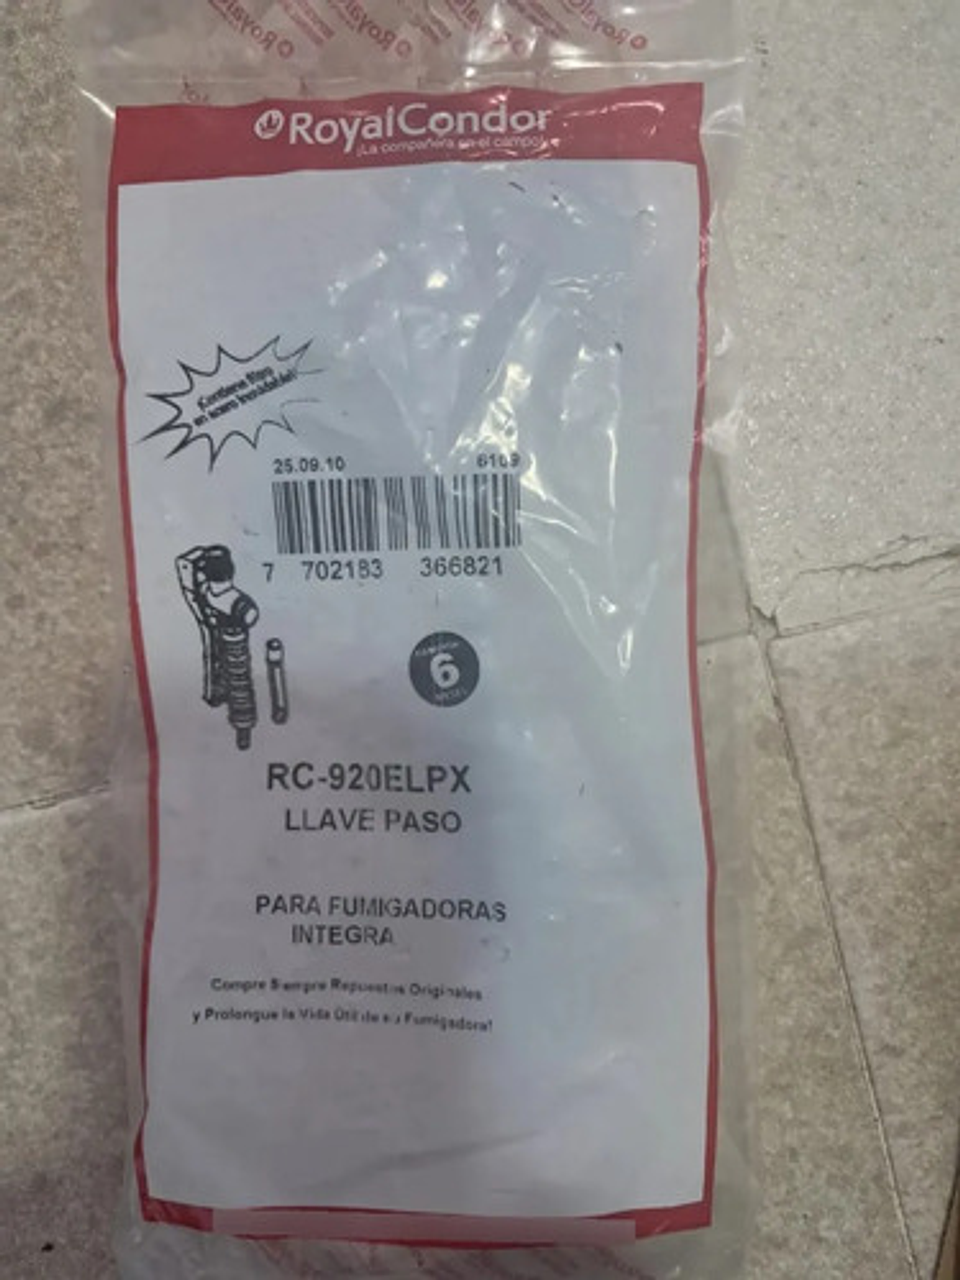 RoyalCondor
¡La compañera en el campo!
¡Contiene filtro
en acero inoxidable!
25.09.10 6109
7 702183 366821
6
MESES
RC-920ELPX
LLAVE PASO
PARA FUMIGADORAS
INTEGRA
Compre Siempre Repuestos Originales
y Prolongue la Vida Útil de su Fumigadora!